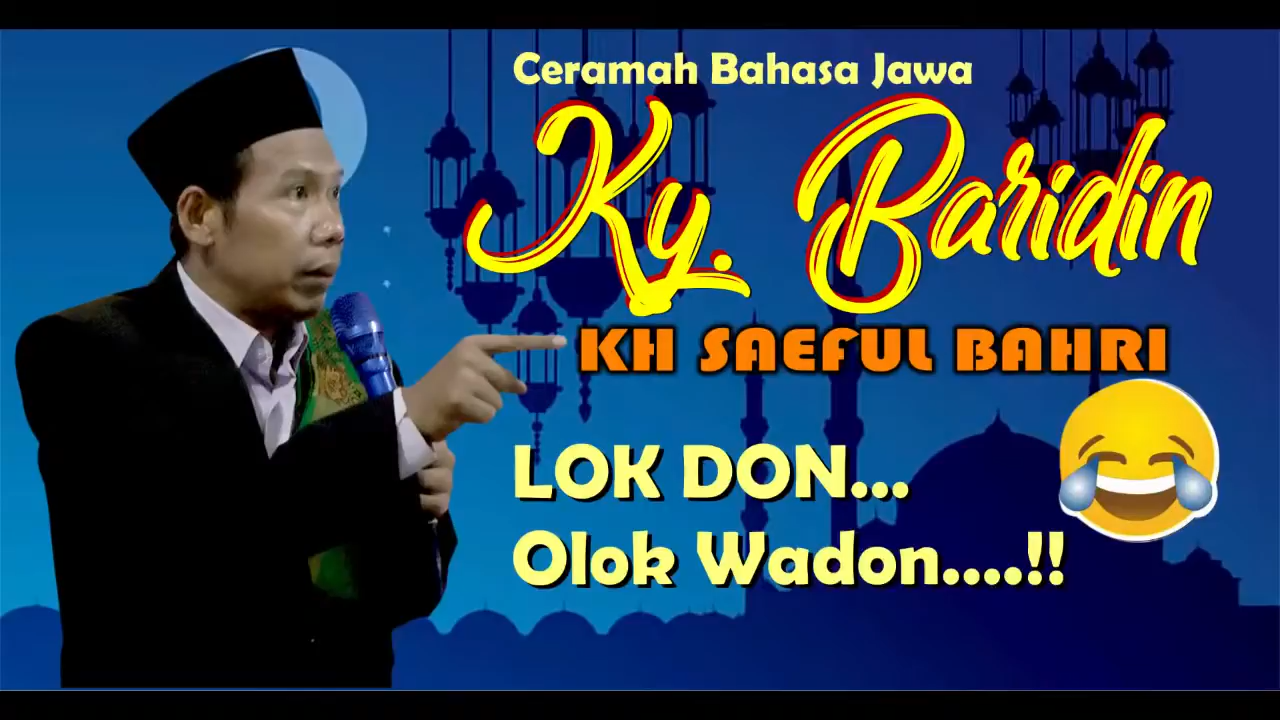 Ceramah Bahasa Jawa
Ky. Baridin
KH SAEFUL BAHRI
LOK DON...
Olok Wadon....!!